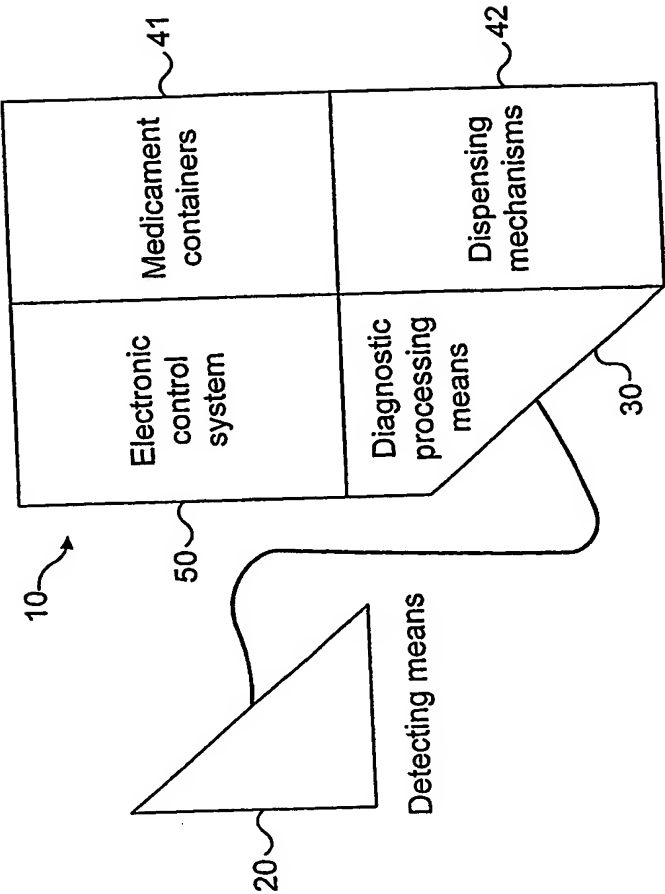 10
50
Electronic
control
system
Medicament
containers
41
Diagnostic
processing
means
30
Dispensing
mechanisms
42
20
Detecting means